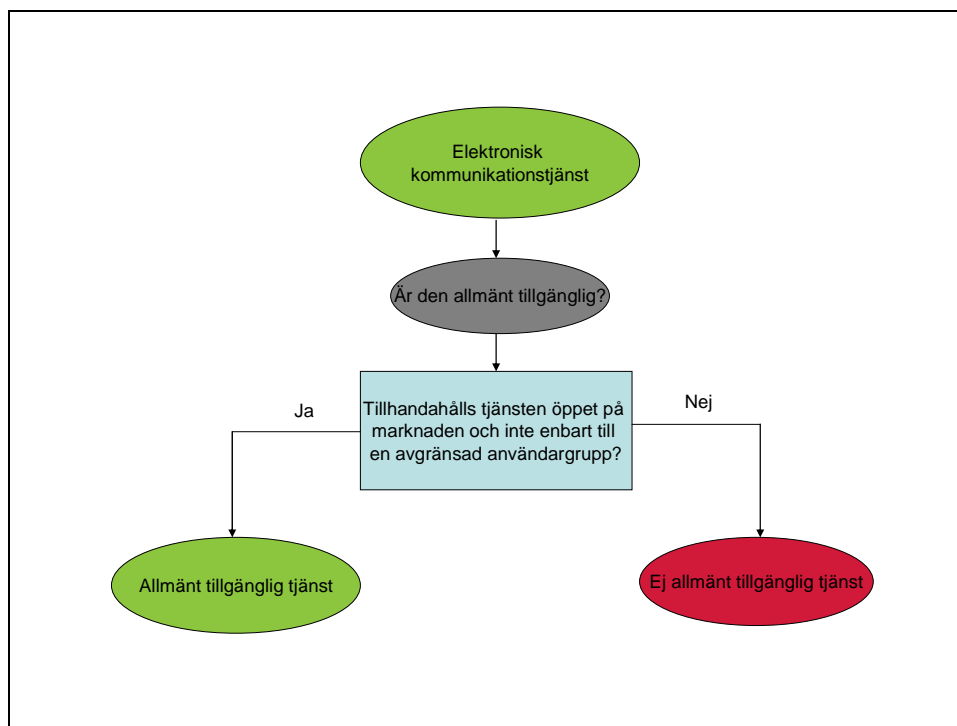 Elektronisk
kommunikationstjänst
Är den allmänt tillgänglig?
Tillhandahålls tjänsten öppet på
marknaden och inte enbart till
en avgränsad användargrupp?
Ja
Nej
Allmänt tillgänglig tjänst
Ej allmänt tillgänglig tjänst